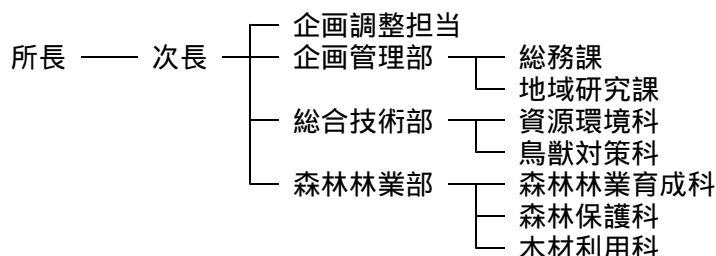 企画調整担当
所長 次長 企画管理部 総務課
地域研究課
総合技術部 資源環境科
鳥獣対策科
森林林業部 森林林業育成科
森林保護科
木材利用科